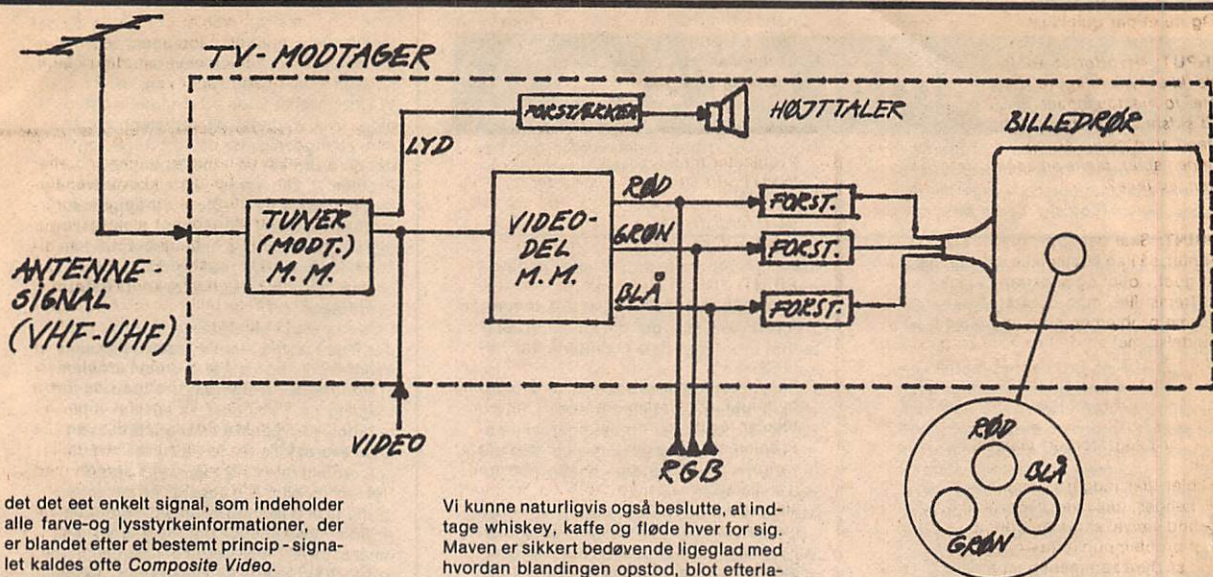 TV-MODTAGER
FORSTÆRKER
HØJTTALER
BILLEDRØR
LYD
TUNER
(MODT.)
M.M.
VIDEO-
DEL
M.M.
RØD
GRØN
BLÅ
FORST.
FORST.
FORST.
ANTENNE-
SIGNAL
(VHF-UHF)
VIDEO
RGB
RØD
BLÅ
GRØN
det det eet enkelt signal, som indeholder
alle farve-og lysstyrkeinformationer, der
er blandet efter et bestemt princip - signa-
let kaldes ofte Composite Video.
Vi kunne naturligvis også beslutte, at ind-
tage whiskey, kaffe og fløde hver for sig.
Maven er sikkert bedøvende ligeglad med
hvordan blandingen opstod, blot efterla-